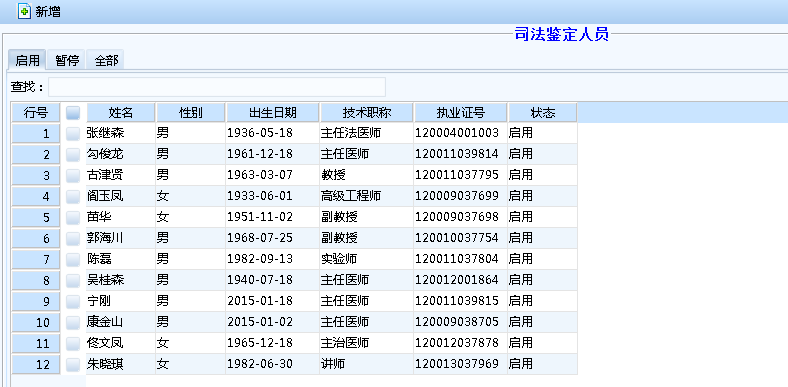 新增
司法鉴定人员
启用 暂停 全部
查找：
行号 姓名 性别 出生日期 技术职称 执业证号 状态
1 张继森 男 1936-05-18 主任法医师 120004001003 启用
2 勾俊龙 男 1961-12-18 主任医师 120011039814 启用
3 古津贤 男 1963-03-07 教授 120011037795 启用
4 阎玉凤 女 1933-06-01 高级工程师 120009037699 启用
5 苗华 女 1951-11-02 副教授 120009037698 启用
6 郭海川 男 1968-07-25 副教授 120010037754 启用
7 陈磊 男 1982-09-13 实验师 120011037804 启用
8 吴桂森 男 1940-07-18 主任医师 120012001864 启用
9 宁刚 男 2015-01-18 主任医师 120011039815 启用
10 康金山 男 2015-01-02 主任医师 120009038705 启用
11 佟文凤 女 1965-12-18 主治医师 120012037878 启用
12 朱晓琪 女 1982-06-30 讲师 120013037969 启用